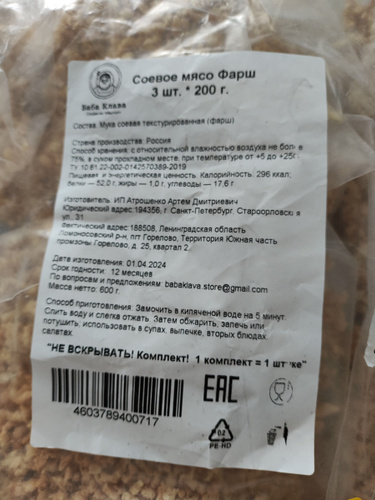 Баба Клава
Соевое мясо Фарш
3 шт. * 200 г.
Состав: Мука соевая текстурированная (фарш)
Страна производства: Россия
Способ хранения: с относительной влажностью воздуха не боле
75%, в сухом прохладном месте, при температуре от +5 до +25С.
ТУ 10.61.22-002-0142570389-2019
Пищевая и энергетическая ценность. Калорийность: 296 ккал;
белки — 52,0 г, жиры — 1,0 г, углеводы — 17,6 г
Изготовитель: ИП Атрошенко Артем Дмитриевич
Юридический адрес:194356, г. Санкт-Петербург, Староорловская
ул. 31
Фактический адрес 188508, Ленинградская область
Ломоносовский р-н, пгт Горелово, Территория Южная часть
промзоны Горелово, д. 25, квартал 2
Дата изготовления: 01.04.2024
Срок годности: 12 месяцев
По вопросам и предложениям: babaklava.store@gmail.com
Масса нетто: 600 г.
Способ приготовления: Замочить в кипяченой воде на 5 минут.
Слить воду и слегка отжать. Затем обжарить, запечь или
потушить, использовать в супах, выпечке, вторых блюдах,
салатах.
"НЕ ВСКРЫВАТЬ! Комплект! 1 комплект = 1 шт
4603789400717
EAC
02
PE-HD